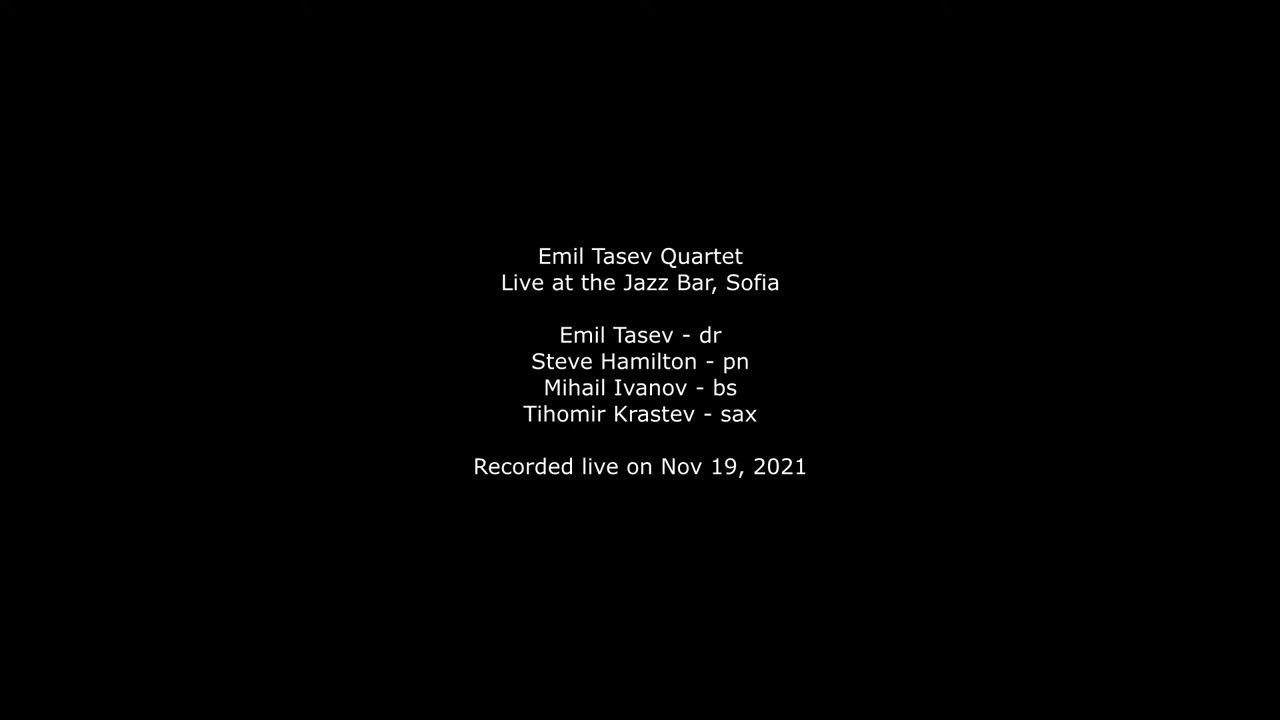 Emil Tasev Quartet
Live at the Jazz Bar, Sofia
Emil Tasev - dr
Steve Hamilton - pn
Mihail Ivanov - bs
Tihomir Krastev - sax
Recorded live on Nov 19, 2021